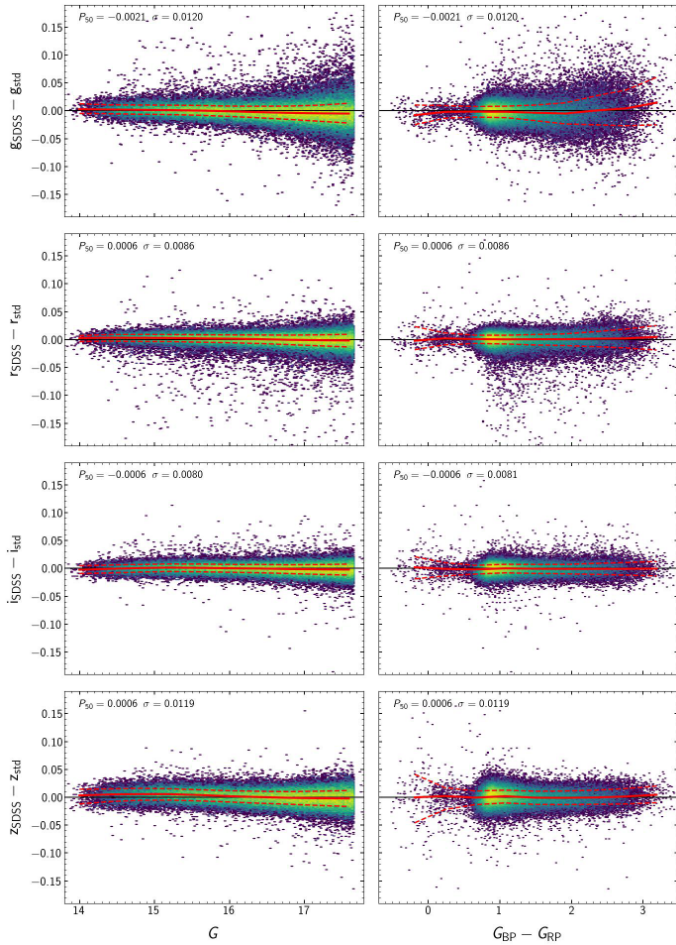 P50 = −0.0021 σ = 0.0120
P50 = −0.0021 σ = 0.0120
0.15
0.10
0.05
0.00
−0.05
−0.10
−0.15
gSDSS − gstd
P50 = 0.0006 σ = 0.0086
P50 = 0.0006 σ = 0.0086
0.15
0.10
0.05
0.00
−0.05
−0.10
−0.15
rSDSS − rstd
P50 = −0.0006 σ = 0.0080
P50 = −0.0006 σ = 0.0081
0.15
0.10
0.05
0.00
−0.05
−0.10
−0.15
iSDSS − istd
P50 = 0.0006 σ = 0.0119
P50 = 0.0006 σ = 0.0119
0.15
0.10
0.05
0.00
−0.05
−0.10
−0.15
zSDSS − zstd
14 15 16 17
0 1 2 3
G
GBP − GRP